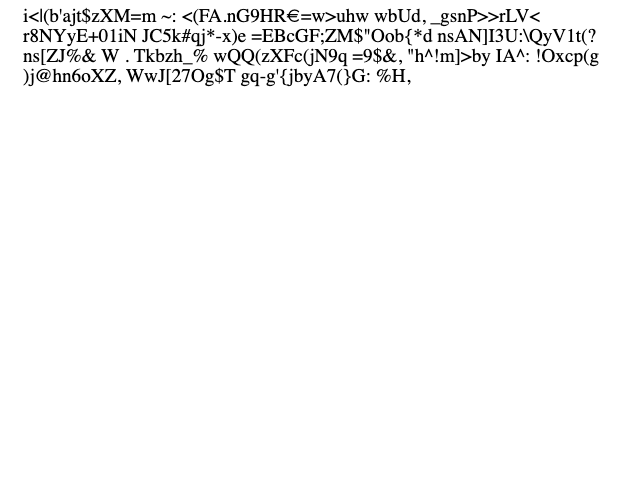 i<l(b'ajt$zXM=m ~: <(FA.nG9HR€=w>uhw wbUd, _gsnP>>rLV<
r8NYyE+01iN JC5k#qj*-x)e =EBcGF;ZM$"Oob{*d nsAN]I3U:\QyV1t(?
ns[ZJ%& W . Tkbzh_% wQQ(zXFc(jN9q =9$&, "h^!m]>by IA^: !Oxcp(g
)j@hn6oXZ, WwJ[27Og$T gq-g'{jbyA7(}G: %H,